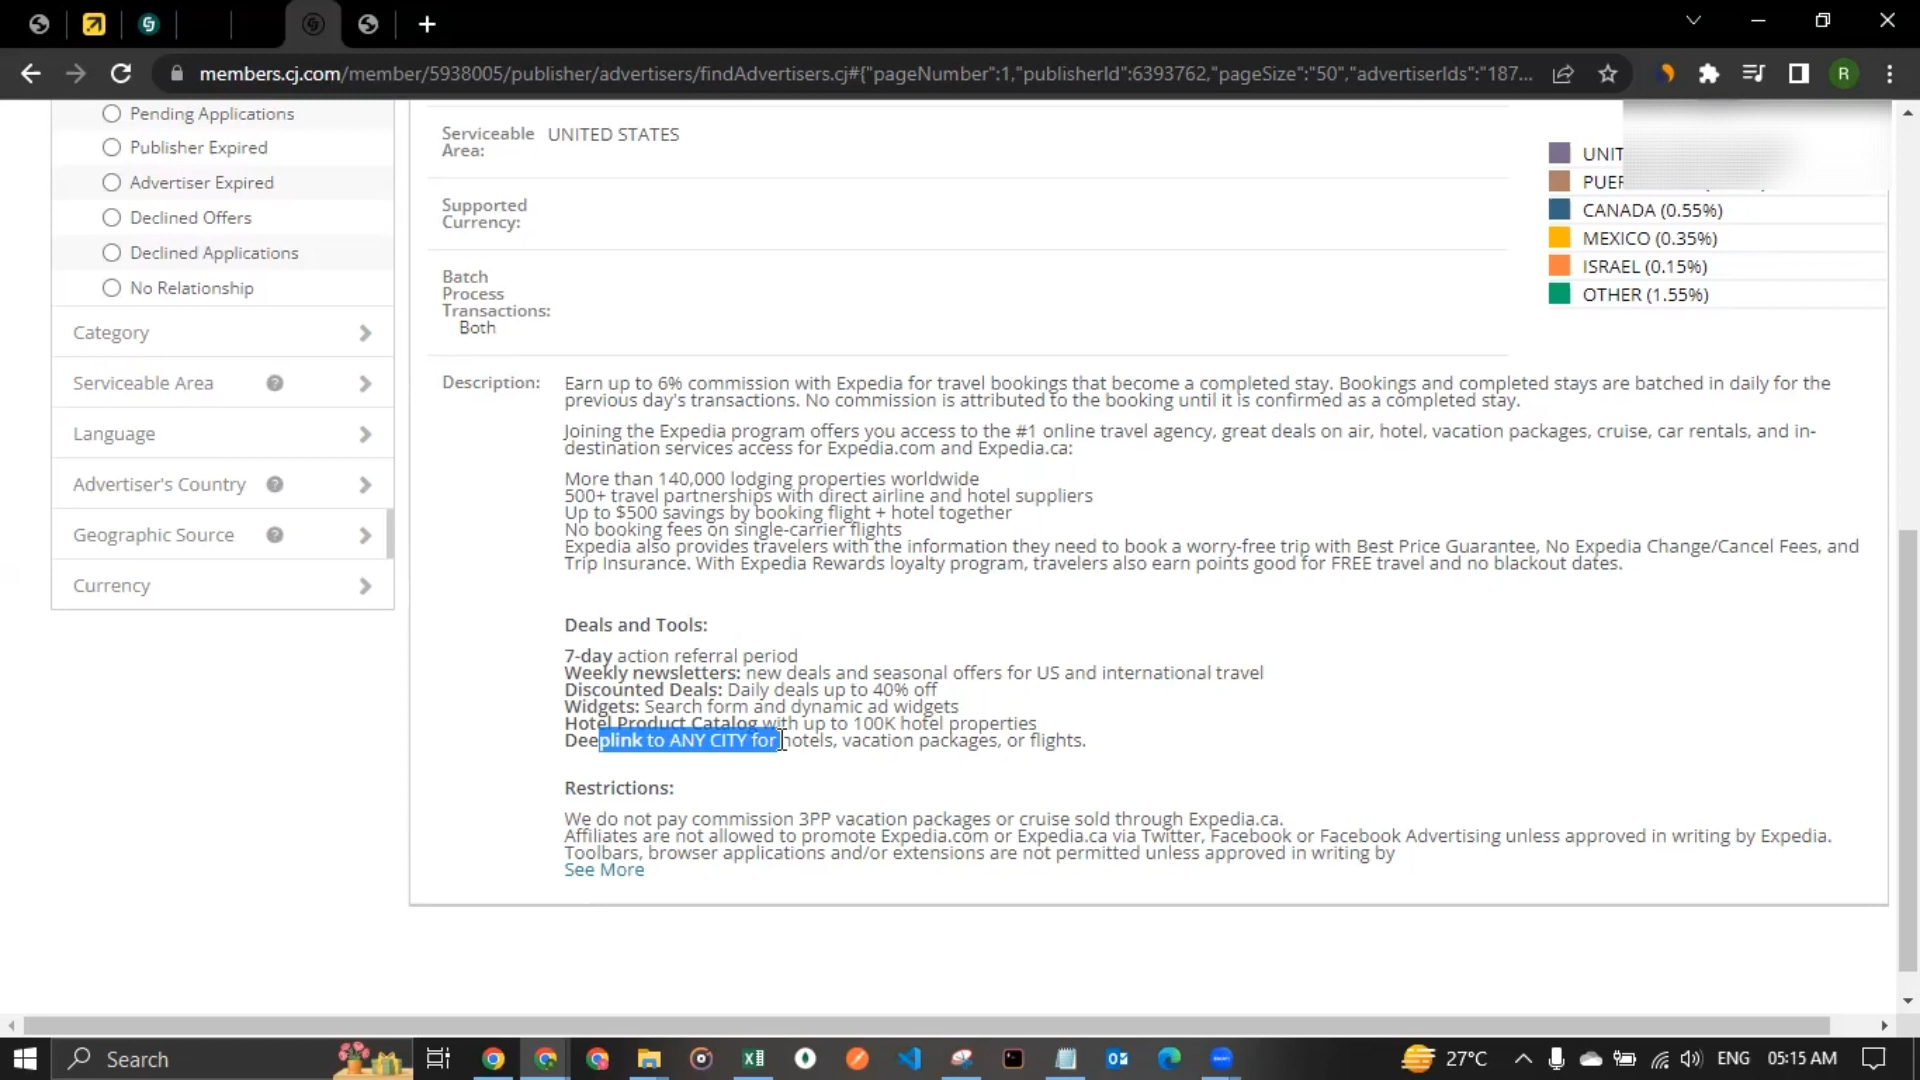 members.cj.com/member/5938005/publisher/advertisers/findAdvertisers.cj#{"pageNumber":1,"publisherId":6393762,"pageSize":"50","advertiserIds":"187...
R
Pending Applications
Publisher Expired
Advertiser Expired
Declined Offers
Declined Applications
No Relationship
Category
Serviceable Area
Language
Advertiser's Country
Geographic Source
Currency
Serviceable Area: UNITED STATES
Supported
Currency:
Batch
Process
Transactions:
Both
CANADA (0.55%)
MEXICO (0.35%)
ISRAEL (0.15%)
OTHER (1.55%)
Description:
Earn up to 6% commission with Expedia for travel bookings that become a completed stay. Bookings and completed stays are batched in daily for the
previous day's transactions. No commission is attributed to the booking until it is confirmed as a completed stay.
Joining the Expedia program offers you access to the #1 online travel agency, great deals on air, hotel, vacation packages, cruise, car rentals, and in-
destination services access for Expedia.com and Expedia.ca:
More than 140,000 lodging properties worldwide
500+ travel partnerships with direct airline and hotel suppliers
Up to $500 savings by booking flight + hotel together
No booking fees on single-carrier flights
Expedia also provides travelers with the information they need to book a worry-free trip with Best Price Guarantee, No Expedia Change/Cancel Fees, and
Trip Insurance. With Expedia Rewards loyalty program, travelers also earn points good for FREE travel and no blackout dates.
Deals and Tools:
7-day action referral period
Weekly newsletters: new deals and seasonal offers for US and international travel
Discounted Deals: Daily deals up to 40% off
Widgets: Search form and dynamic ad widgets
Hotel Product Catalog with up to 100K hotel properties
Deeplink to ANY CITY for hotels, vacation packages, or flights.
Restrictions:
We do not pay commission 3PP vacation packages or cruise sold through Expedia.ca.
Affiliates are not allowed to promote Expedia.com or Expedia.ca via Twitter, Facebook or Facebook Advertising unless approved in writing by Expedia.
Toolbars, browser applications and/or extensions are not permitted unless approved in writing by
See More
Search
27°C
ENG
05:15 AM